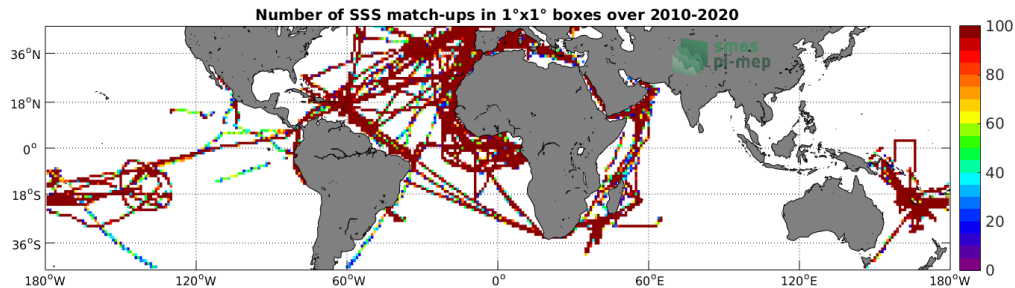 Number of SSS match-ups in 1°x1° boxes over 2010-2020
smos
pi-mep
36°N
18°N
0°
18°S
36°S
180°W
120°W
60°W
0°
60°E
120°E
180°W
100
80
60
40
20
0